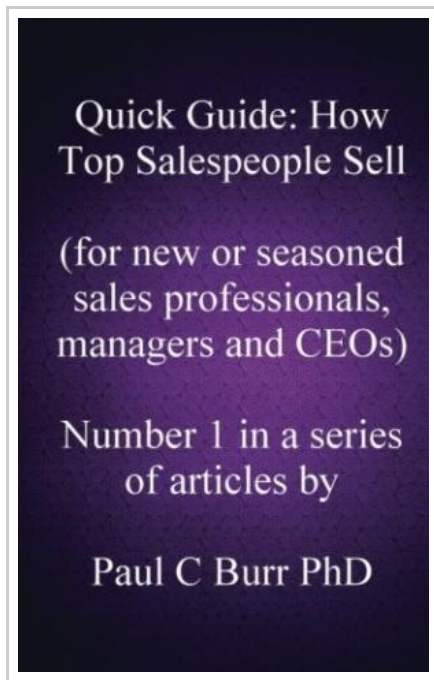 Quick Guide: How
Top Salespeople Sell
(for new or seasoned
sales professionals,
managers and CEOs)
Number 1 in a series
of articles by
Paul C Burr PhD